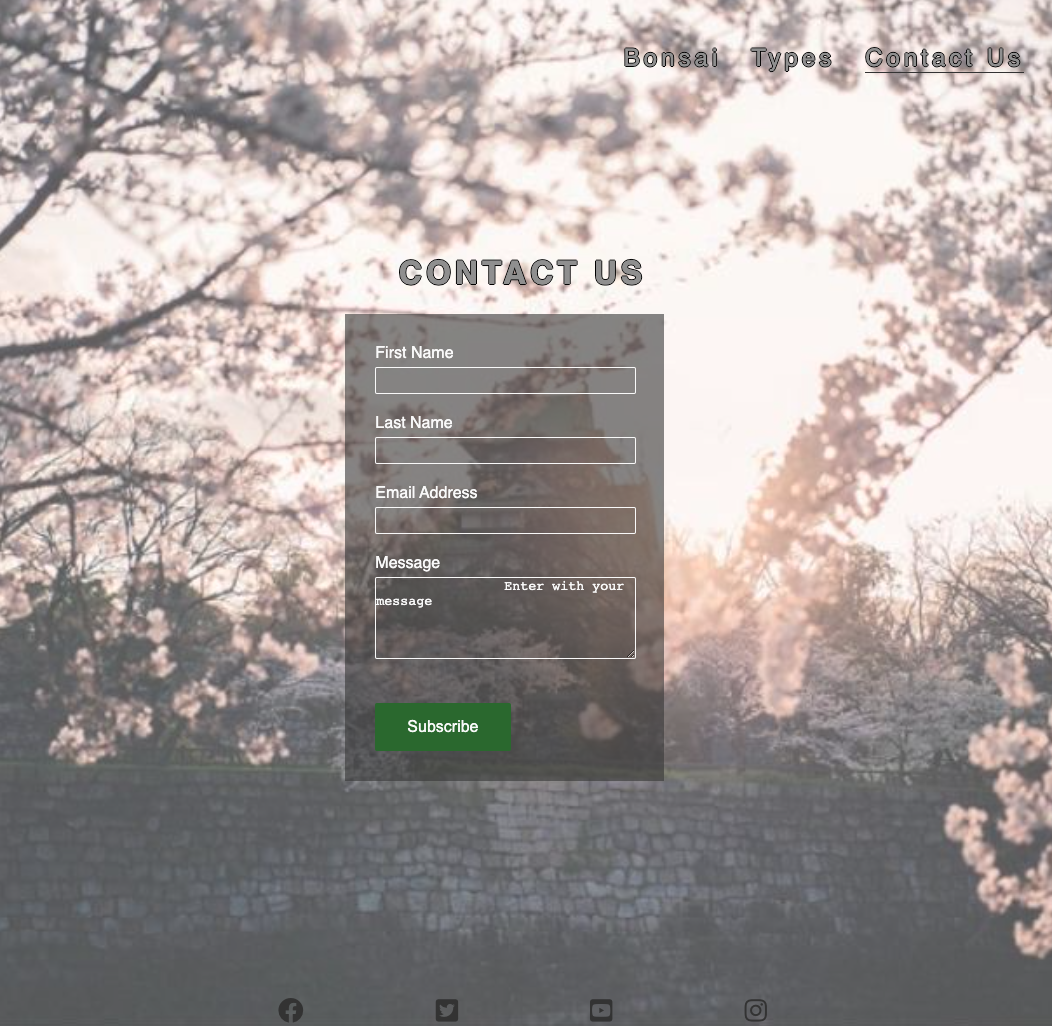 Bonsai Types Contact Us
CONTACT US
First Name
Last Name
Email Address
Message
Enter with your
message
Subscribe